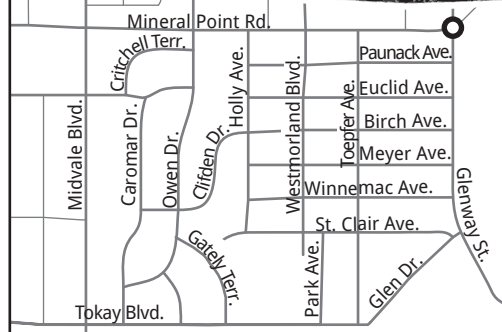 Mineral Point Rd.
Critchell Terr.
Paunack Ave.
Holly Ave.
Westmorland Blvd.
Toepfer Ave.
Euclid Ave.
Midvale Blvd.
Caromar Dr.
Owen Dr.
Clifden Dr.
Birch Ave.
Meyer Ave.
Winnemac Ave.
Glenway St.
St. Clair Ave.
Gately Terr.
Park Ave.
Glen Dr.
Tokay Blvd.